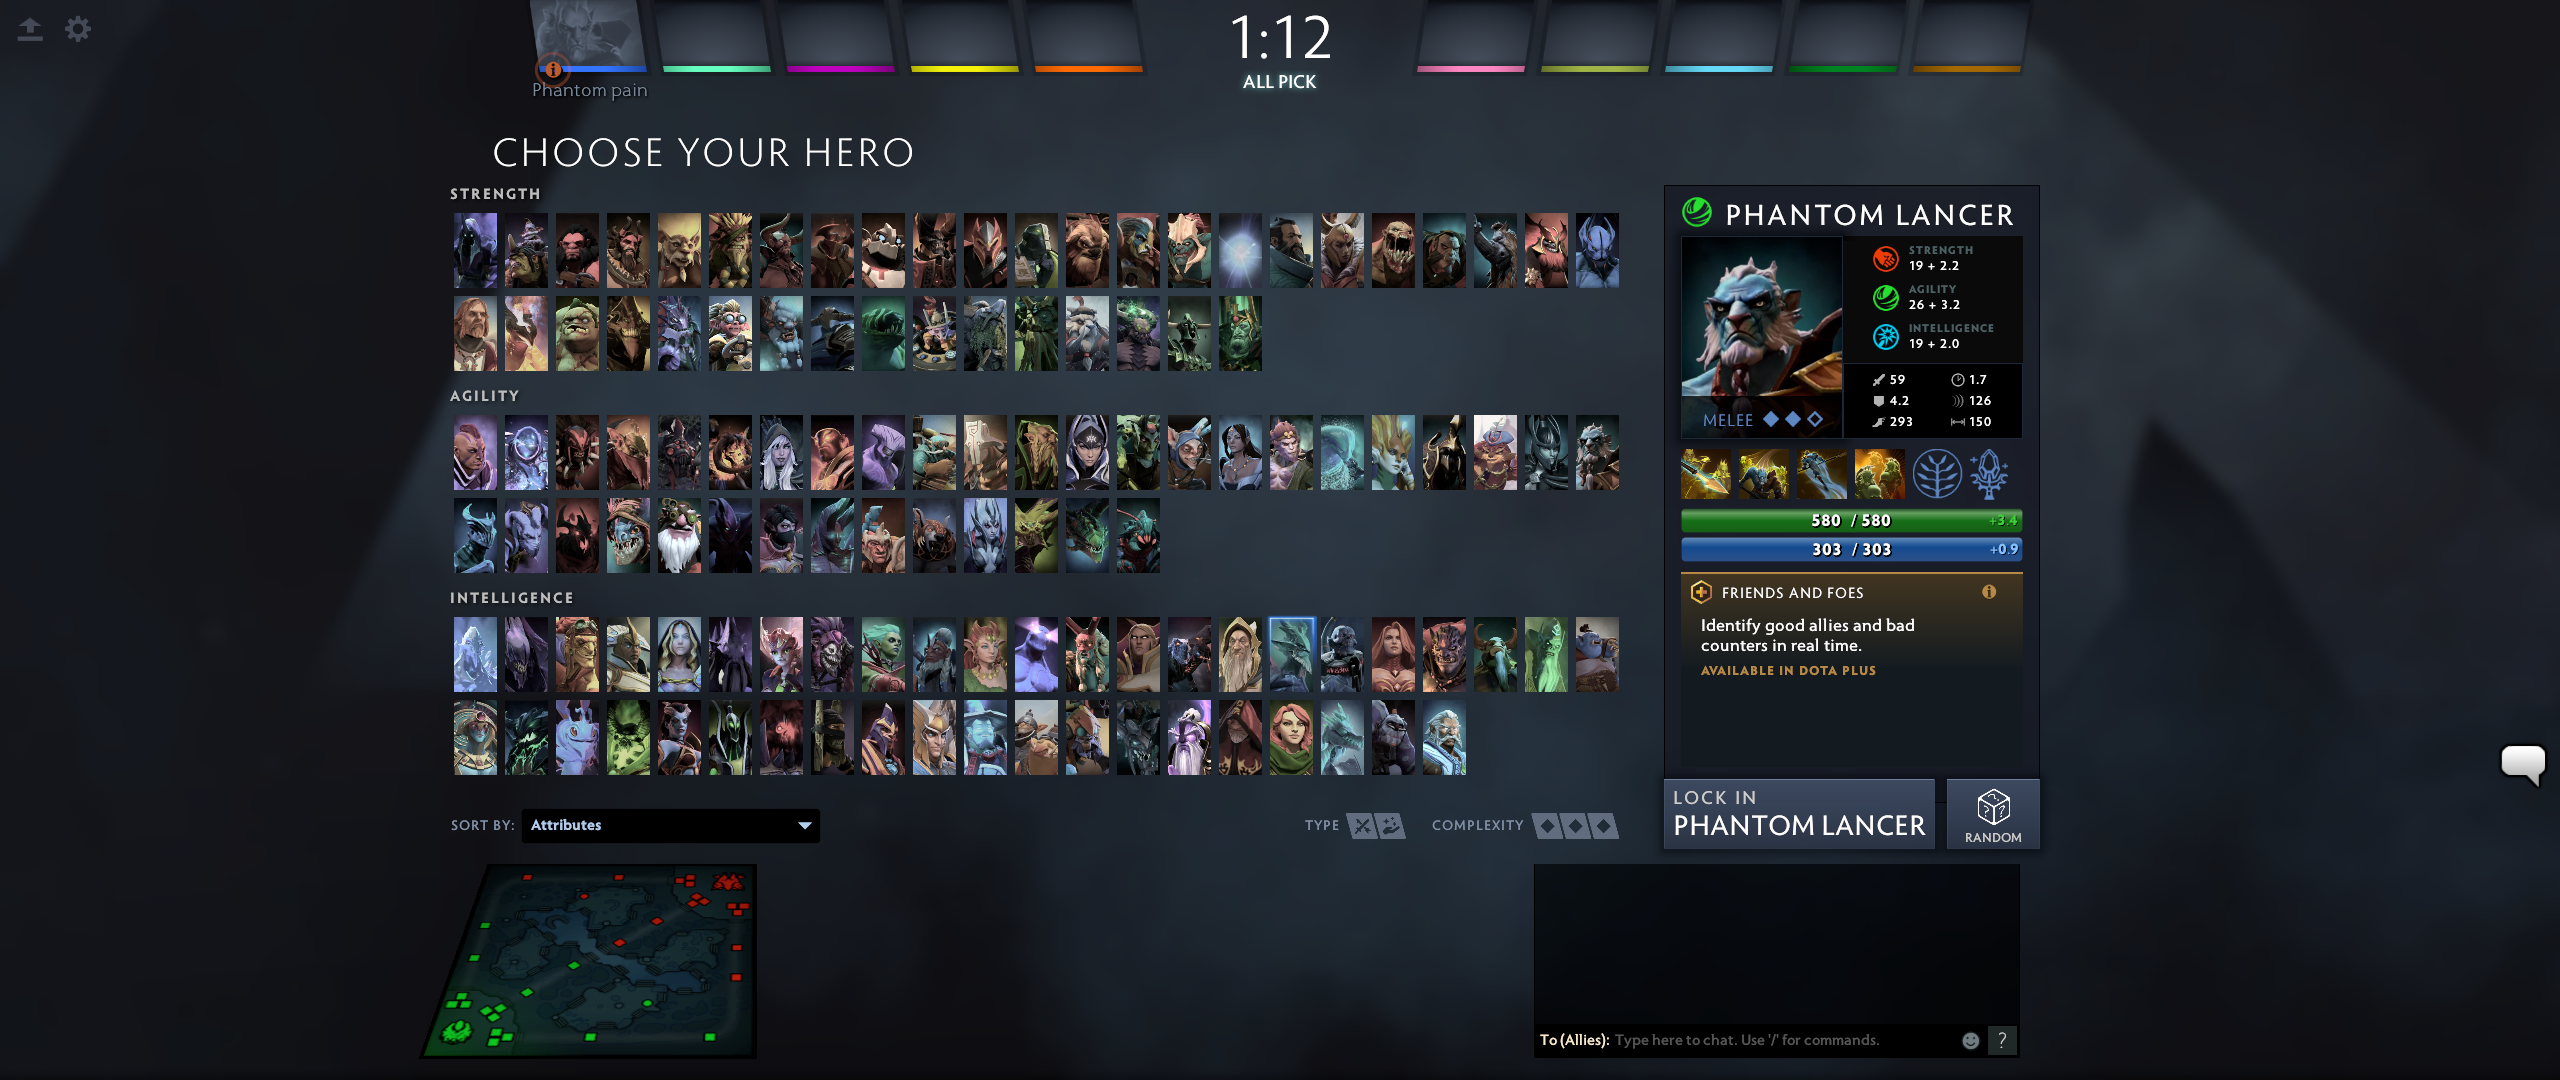 1:12
ALL PICK
Phantom pain
CHOOSE YOUR HERO
STRENGTH
AGILITY
INTELLIGENCE
SORT BY: Attributes
TYPE
COMPLEXITY
PHANTOM LANCER
STRENGTH
19 + 2.2
AGILITY
26 + 3.2
INTELLIGENCE
19 + 2.0
MELEE
59 1.7
4.2 126
293 150
580 / 580 +3.4
303 / 303 +0.9
FRIENDS AND FOES
Identify good allies and bad
counters in real time.
AVAILABLE IN DOTA PLUS
LOCK IN
PHANTOM LANCER
RANDOM
To (Allies): Type here to chat. Use '/' for commands. ?